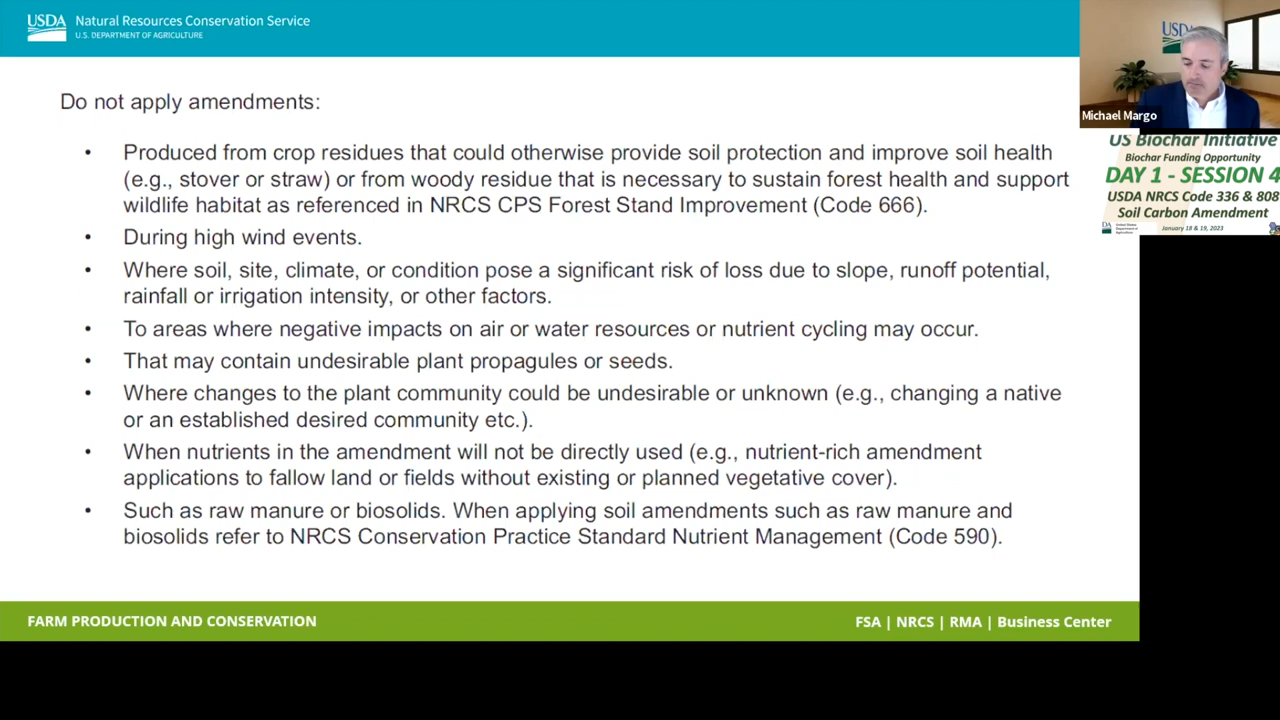 USDA Natural Resources Conservation Service
U.S. DEPARTMENT OF AGRICULTURE
Do not apply amendments:
• Produced from crop residues that could otherwise provide soil protection and improve soil health
(e.g., stover or straw) or from woody residue that is necessary to sustain forest health and support
wildlife habitat as referenced in NRCS CPS Forest Stand Improvement (Code 666).
• During high wind events.
• Where soil, site, climate, or condition pose a significant risk of loss due to slope, runoff potential,
rainfall or irrigation intensity, or other factors.
• To areas where negative impacts on air or water resources or nutrient cycling may occur.
• That may contain undesirable plant propagules or seeds.
• Where changes to the plant community could be undesirable or unknown (e.g., changing a native
or an established desired community etc.).
• When nutrients in the amendment will not be directly used (e.g., nutrient-rich amendment
applications to fallow land or fields without existing or planned vegetative cover).
• Such as raw manure or biosolids. When applying soil amendments such as raw manure and
biosolids refer to NRCS Conservation Practice Standard Nutrient Management (Code 590).
FARM PRODUCTION AND CONSERVATION
FSA | NRCS | RMA | Business Center
USDA
Michael Margo
US Biochar Initiative
Biochar Funding Opportunity
DAY 1 - SESSION 4
USDA NRCS Code 336 & 808
Soil Carbon Amendment
January 18 & 19, 2023